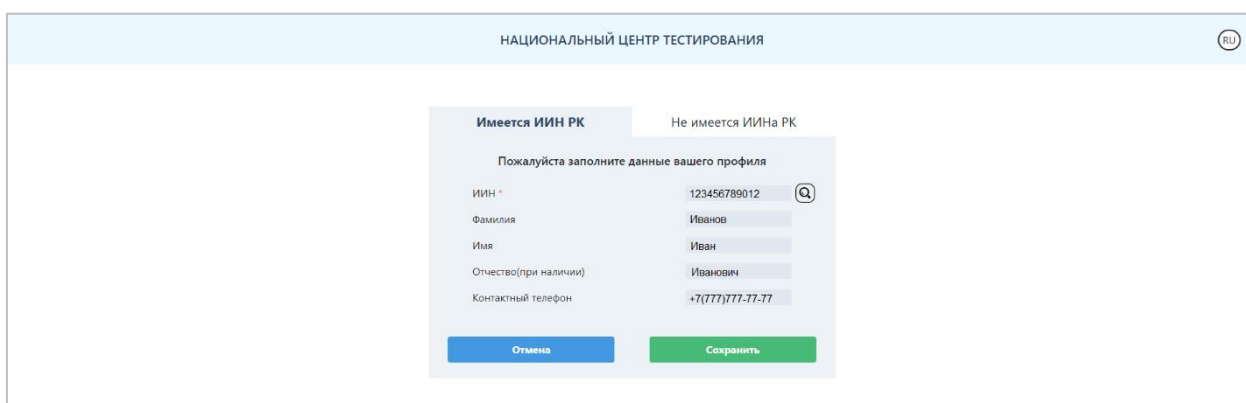 НАЦИОНАЛЬНЫЙ ЦЕНТР ТЕСТИРОВАНИЯ RU
Имеется ИИН РК Не имеется ИИНа РК
Пожалуйста заполните данные вашего профиля
ИИН * 123456789012
Фамилия Иванов
Имя Иван
Отчество(при наличии) Иванович
Контактный телефон +7(777)777-77-77
Отмена Сохранить